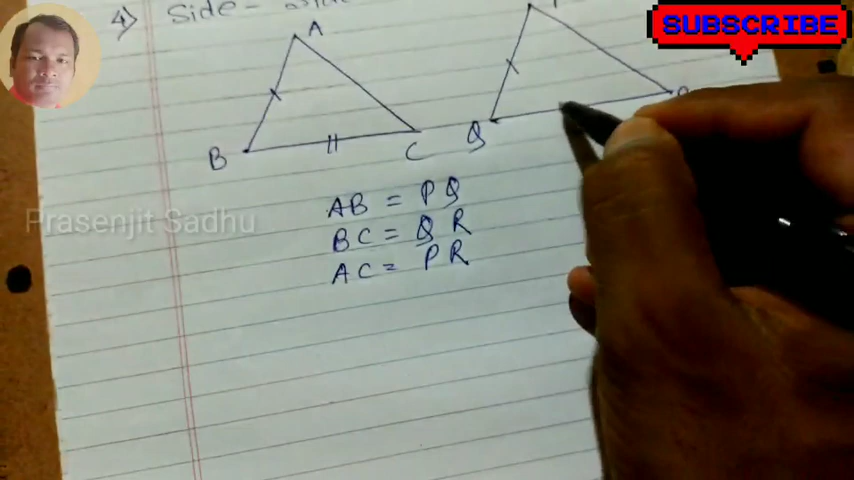 SUBSCRIBE
4) Side -
A
B
C
Q
AB = PQ
BC = QR
AC = PR
Prasenjit Sadhu